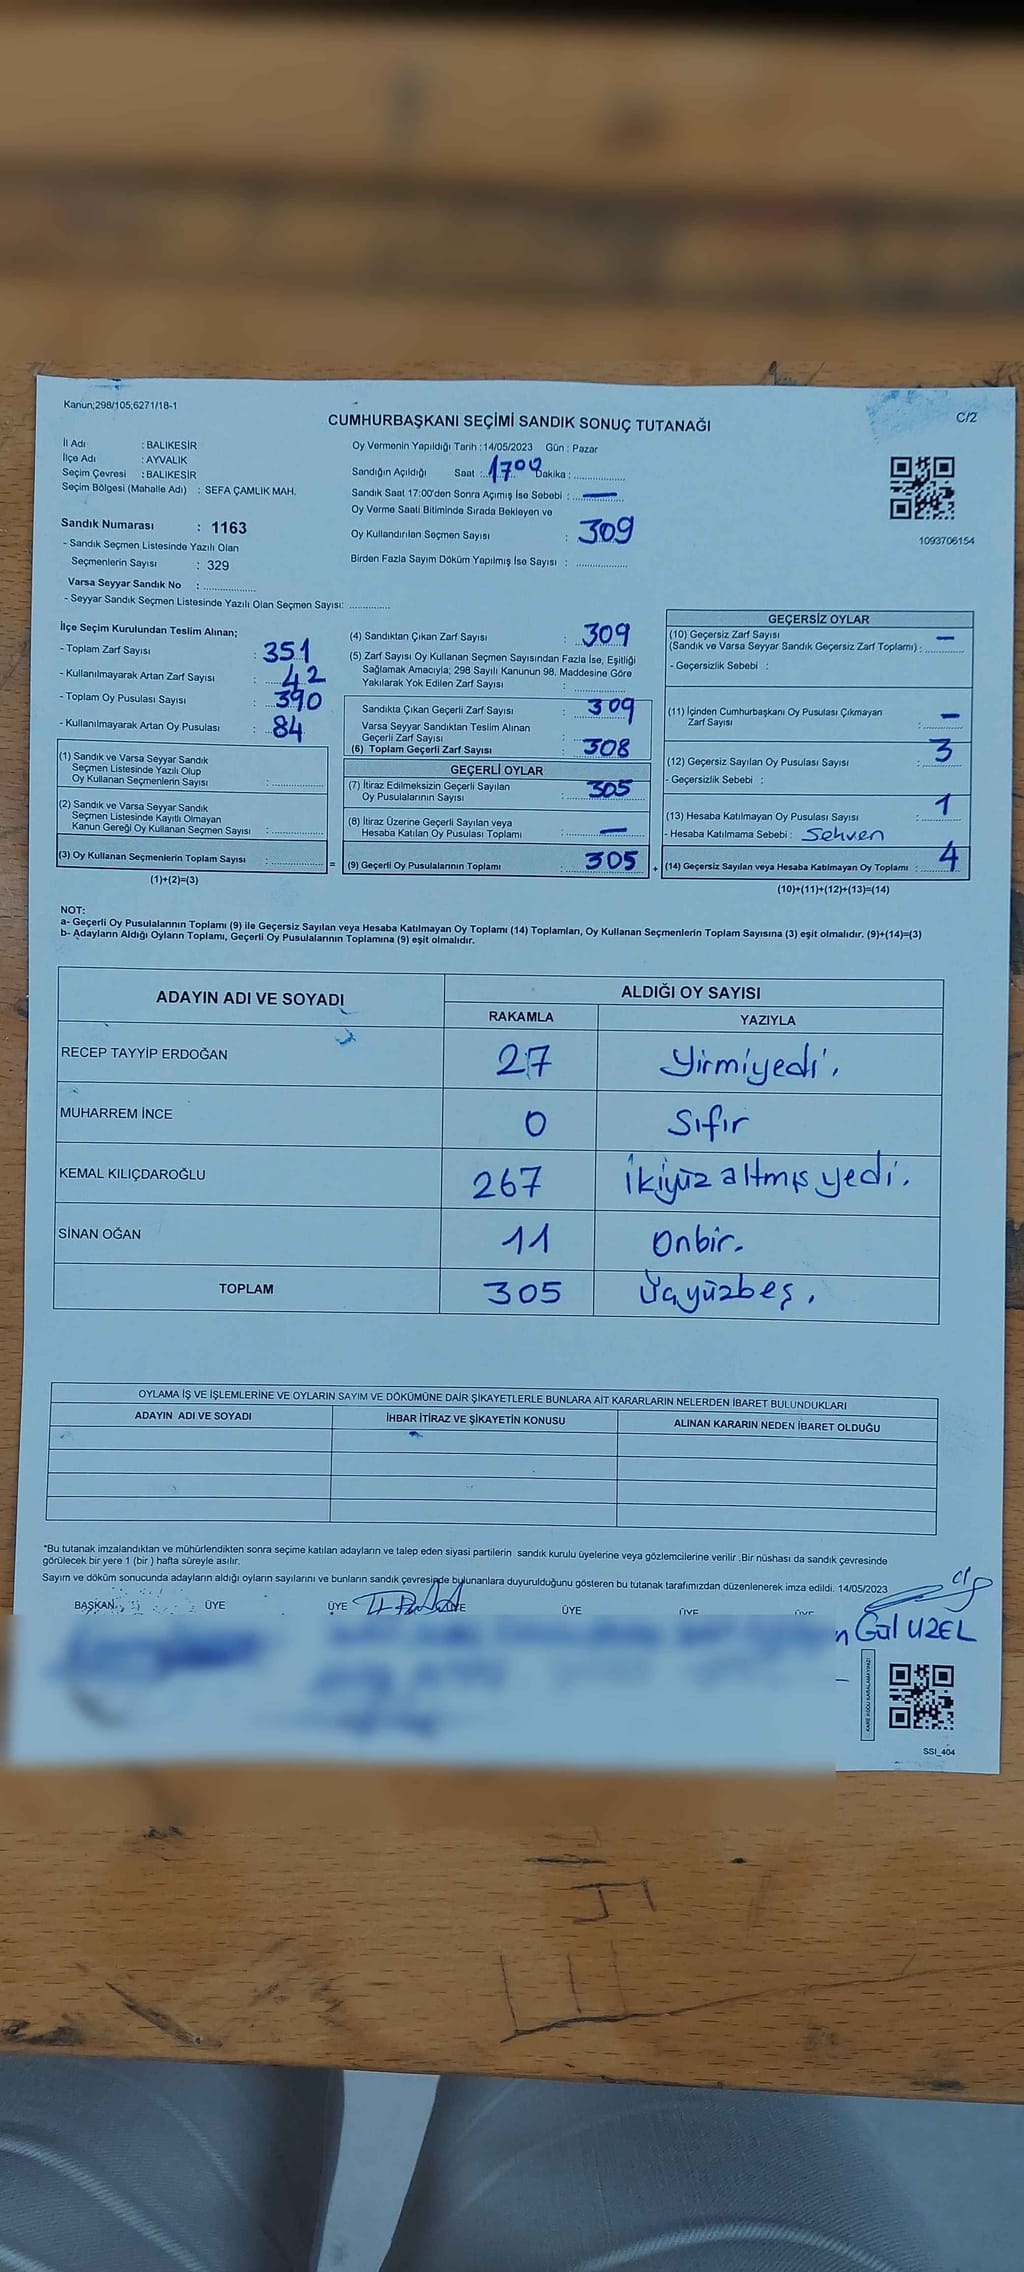 Kanun;298/105;6271/18-1
C/2
CUMHURBAŞKANI SEÇİMİ SANDIK SONUÇ TUTANAĞI
İl Adı : BALIKESİR
İlçe Adı : AYVALIK
Seçim Çevresi : BALIKESİR
Seçim Bölgesi (Mahalle Adı) : SEFA ÇAMLIK MAH.
Sandık Numarası : 1163
- Sandık Seçmen Listesinde Yazılı Olan
Seçmenlerin Sayısı : 329
Varsa Seyyar Sandık No : ..................
- Seyyar Sandık Seçmen Listesinde Yazılı Olan Seçmen Sayısı: ..............
Oy Vermenin Yapıldığı Tarih : 14/05/2023 Gün : Pazar
Sandığın Açıldığı Saat : 17 00 Dakika : ..................
Sandık Saat 17:00'den Sonra Açımış İse Sebebi : —
Oy Verme Saati Bitiminde Sırada Bekleyen ve
Oy Kullandırılan Seçmen Sayısı : 309
Birden Fazla Sayım Döküm Yapılmış İse Sayısı : ..................
1093706154
İlçe Seçim Kurulundan Teslim Alınan;
- Toplam Zarf Sayısı : 351
- Kullanılmayarak Artan Zarf Sayısı : 42
- Toplam Oy Pusulası Sayısı : 390
- Kullanılmayarak Artan Oy Pusulası : 84
(1) Sandık ve Varsa Seyyar Sandık
Seçmen Listesinde Yazılı Olup
Oy Kullanan Seçmenlerin Sayısı : ..................
(2) Sandık ve Varsa Seyyar Sandık
Seçmen Listesinde Kayıtlı Olmayan
Kanun Gereği Oy Kullanan Seçmen Sayısı : ..................
(3) Oy Kullanan Seçmenlerin Toplam Sayısı : .................. =
(1)+(2)=(3)
(4) Sandıktan Çıkan Zarf Sayısı : 309
(5) Zarf Sayısı Oy Kullanan Seçmen Sayısından Fazla İse, Eşitliği
Sağlamak Amacıyla; 298 Sayılı Kanunun 98. Maddesine Göre
Yakılarak Yok Edilen Zarf Sayısı : ..................
Sandıkta Çıkan Geçerli Zarf Sayısı : 309
Varsa Seyyar Sandıktan Teslim Alınan
Geçerli Zarf Sayısı
(6) Toplam Geçerli Zarf Sayısı : 308
GEÇERLİ OYLAR
(7) İtiraz Edilmeksizin Geçerli Sayılan
Oy Pusulalarının Sayısı : 305
(8) İtiraz Üzerine Geçerli Sayılan veya
Hesaba Katılan Oy Pusulası Toplamı : —
(9) Geçerli Oy Pusulalarının Toplamı : 305 +
GEÇERSİZ OYLAR
(10) Geçersiz Zarf Sayısı
(Sandık ve Varsa Seyyar Sandık Geçersiz Zarf Toplamı) : —
- Geçersizlik Sebebi :
(11) İçinden Cumhurbaşkanı Oy Pusulası Çıkmayan
Zarf Sayısı : —
(12) Geçersiz Sayılan Oy Pusulası Sayısı : 3
- Geçersizlik Sebebi :
(13) Hesaba Katılmayan Oy Pusulası Sayısı : 1
- Hesaba Katılmama Sebebi : Sehven
(14) Geçersiz Sayılan veya Hesaba Katılmayan Oy Toplamı : 4
(10)+(11)+(12)+(13)=(14)
NOT:
a- Geçerli Oy Pusulalarının Toplamı (9) ile Geçersiz Sayılan veya Hesaba Katılmayan Oy Toplamı (14) Toplamları, Oy Kullanan Seçmenlerin Toplam Sayısına (3) eşit olmalıdır. (9)+(14)=(3)
b- Adayların Aldığı Oyların Toplamı, Geçerli Oy Pusulalarının Toplamına (9) eşit olmalıdır.
ADAYIN ADI VE SOYADI ALDIĞI OY SAYISI
RAKAMLA YAZIYLA
RECEP TAYYİP ERDOĞAN 27 Yirmiyedi.
MUHARREM İNCE 0 Sıfır
KEMAL KILIÇDAROĞLU 267 İkiyüz altmış yedi.
SİNAN OĞAN 11 Onbir.
TOPLAM 305 Üçyüzbeş.
OYLAMA İŞ VE İŞLEMLERİNE VE OYLARIN SAYIM VE DÖKÜMÜNE DAİR ŞİKAYETLERLE BUNLARA AİT KARARLARIN NELERDEN İBARET BULUNDUKLARI
ADAYIN ADI VE SOYADI İHBAR İTİRAZ VE ŞİKAYETİN KONUSU ALINAN KARARIN NEDEN İBARET OLDUĞU
*Bu tutanak imzalandıktan ve mühürlendikten sonra seçime katılan adayların ve talep eden siyasi partilerin sandık kurulu üyelerine veya gözlemcilerine verilir .Bir nüshası da sandık çevresinde
görülecek bir yere 1 (bir ) hafta süreyle asılır.
Sayım ve döküm sonucunda adayların aldığı oyların sayılarını ve bunların sandık çevresinde bulunanlara duyurulduğunu gösteren bu tutanak tarafımızdan düzenlenerek imza edildi. 14/05/2023
BAŞKAN ÜYE ÜYE ÜYE ÜYE ÜYE ÜYE
Gül UZEL
KARE KODU KARALAMAYINIZ!
SSI_404